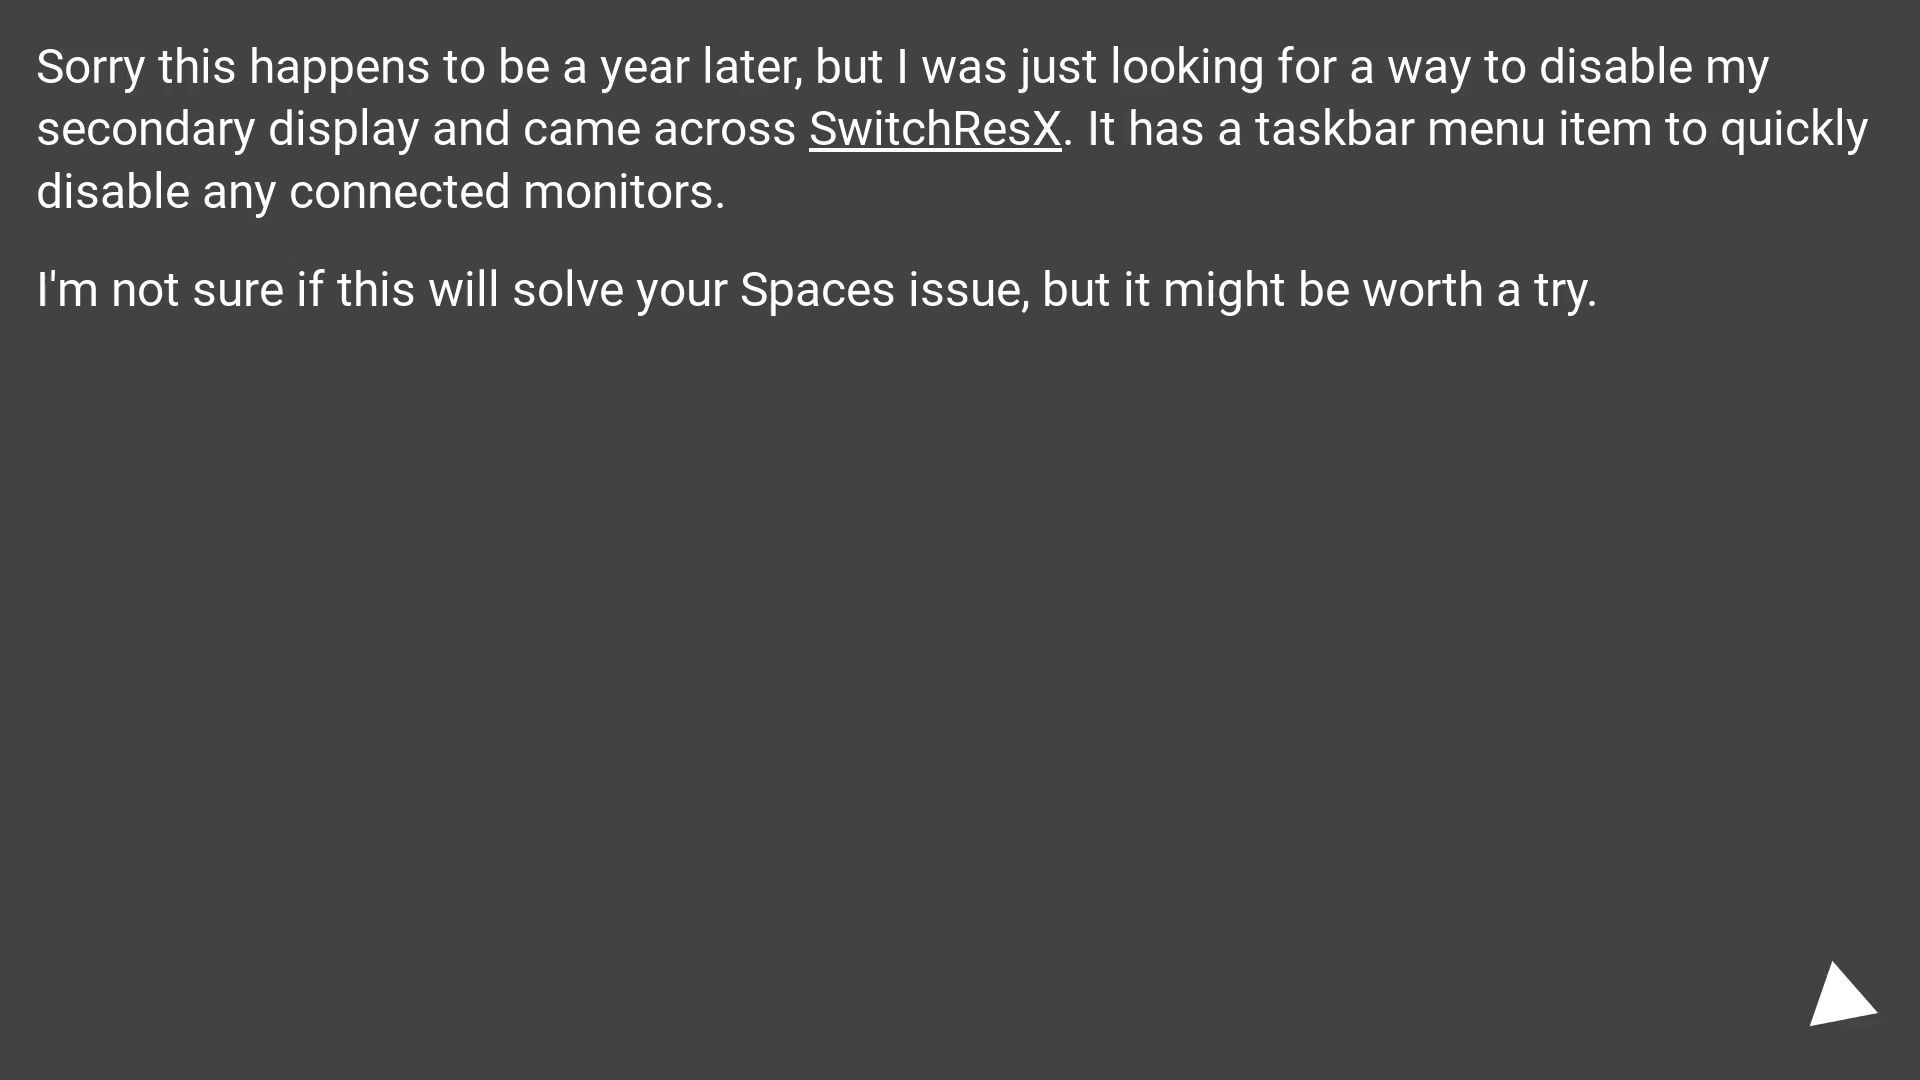 Sorry this happens to be a year later, but I was just looking for a way to disable my
secondary display and came across SwitchResX. It has a taskbar menu item to quickly
disable any connected monitors.
I'm not sure if this will solve your Spaces issue, but it might be worth a try.